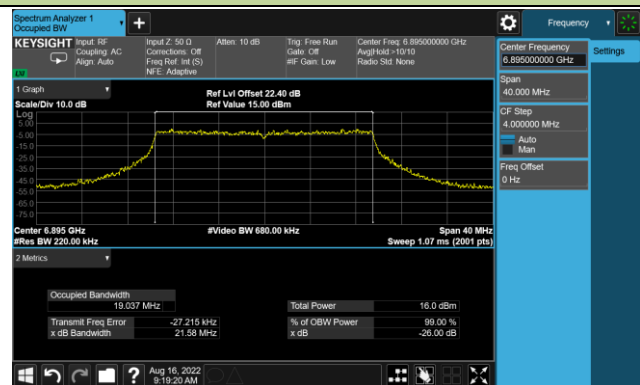 Spectrum Analyzer 1
Occupied BW
Frequency
KEYSIGHT
Input: RF
Coupling: AC
Align: Auto
Input Z: 50 Ω
Corrections: Off
Freq Ref: Int (S)
NFE: Adaptive
Atten: 10 dB
Trig: Free Run
Gate: Off
#IF Gain: Low
Center Freq: 6.895000000 GHz
Avg|Hold:>10/10
Radio Std: None
Center Frequency
6.895000000 GHz
Settings
Span
40.000 MHz
CF Step
4.000000 MHz
Auto
Man
Freq Offset
0 Hz
1 Graph
Scale/Div 10.0 dB
Ref Lvl Offset 22.40 dB
Ref Value 15.00 dBm
Log
5.00
-5.00
-15.0
-25.0
-35.0
-45.0
-55.0
-65.0
-75.0
Center 6.895 GHz
#Res BW 220.00 kHz
#Video BW 680.00 kHz
Span 40 MHz
Sweep 1.07 ms (2001 pts)
2 Metrics
Occupied Bandwidth
19.037 MHz
Total Power 16.0 dBm
Transmit Freq Error -27.215 kHz
% of OBW Power 99.00 %
x dB Bandwidth 21.58 MHz
x dB -26.00 dB
?
Aug 16, 2022
9:19:20 AM